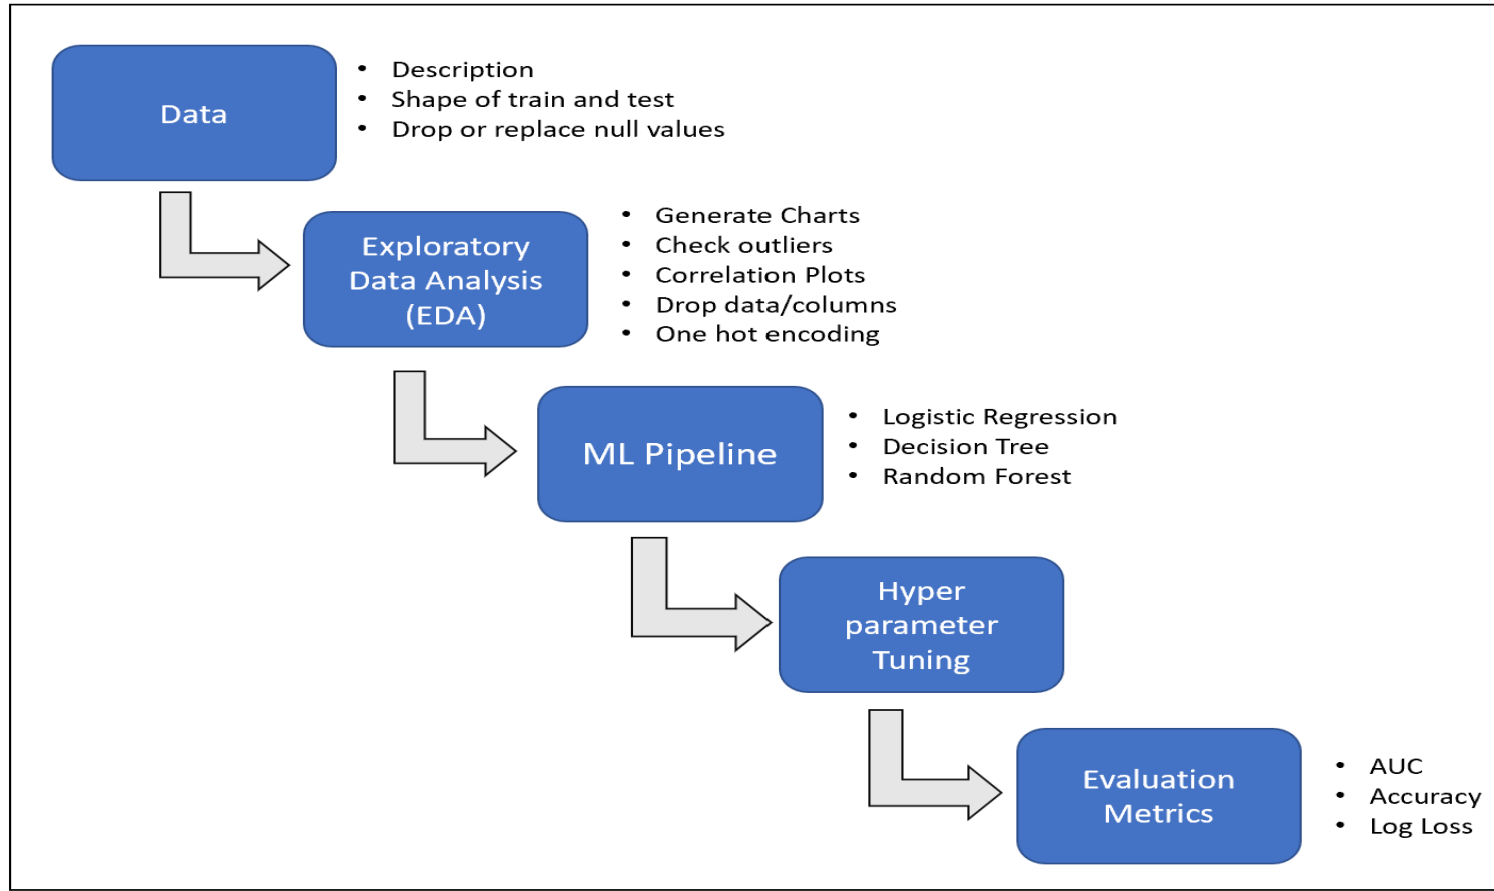 Data
• Description
• Shape of train and test
• Drop or replace null values
Exploratory
Data Analysis
(EDA)
• Generate Charts
• Check outliers
• Correlation Plots
• Drop data/columns
• One hot encoding
ML Pipeline
• Logistic Regression
• Decision Tree
• Random Forest
Hyper
parameter
Tuning
Evaluation
Metrics
• AUC
• Accuracy
• Log Loss